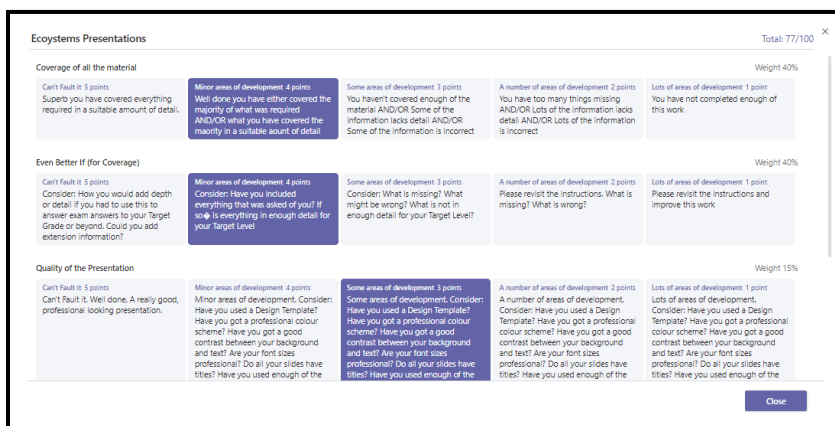 Ecoystems Presentations
Total: 77/100
×
Coverage of all the material
Weight 40%
Can't Fault it 5 points
Superb you have covered everything
required in a suitable amount of detail.
Minor areas of development 4 points
Well done you have either covered the
majority of what was required
AND/OR what you have covered the
maority in a suitable aount of detail
Some areas of development 3 points
You haven't covered enough of the
material AND/OR Some of the
information lacks detail AND/OR
Some of the information is incorrect
A number of areas of development 2 points
You have too many things missing
AND/OR Lots of the information lacks
detail AND/OR Lots of the information
is incorrect
Lots of areas of development 1 point
You have not completed enough of
this work
Even Better If (for Coverage)
Weight 40%
Can't Fault it 5 points
Consider: How you would add depth
or detail if you had to use this to
answer exam answers to your Target
Grade or beyond. Could you add
extension information?
Minor areas of development 4 points
Consider: Have you included
everything that was asked of you? If
so� Is everything in enough detail for
your Target Level
Some areas of development 3 points
Consider: What is missing? What
might be wrong? What is not in
enough detail for your Target Level?
A number of areas of development 2 points
Please revisit the instructions. What is
missing? What is wrong?
Lots of areas of development 1 point
Please revisit the instructions and
improve this work
Quality of the Presentation
Weight 15%
Can't Fault it 5 points
Can't Fault it. Well done. A really good,
professional looking presentation.
Minor areas of development 4 points
Minor areas of development. Consider:
Have you used a Design Template?
Have you got a professional colour
scheme? Have you got a good
contrast between your background
and text? Are your font sizes
professional? Do all your slides have
titles? Have you used enough of the
Some areas of development 3 points
Some areas of development. Consider:
Have you used a Design Template?
Have you got a professional colour
scheme? Have you got a good
contrast between your background
and text? Are your font sizes
professional? Do all your slides have
titles? Have you used enough of the
A number of areas of development 2 points
A number of areas of development.
Consider: Have you used a Design
Template? Have you got a professional
colour scheme? Have you got a good
contrast between your background
and text? Are your font sizes
professional? Do all your slides have
titles? Have you used enough of the
Lots of areas of development 1 point
Lots of areas of development.
Consider: Have you used a Design
Template? Have you got a professional
colour scheme? Have you got a good
contrast between your background
and text? Are your font sizes
professional? Do all your slides have
titles? Have you used enough of the
Close